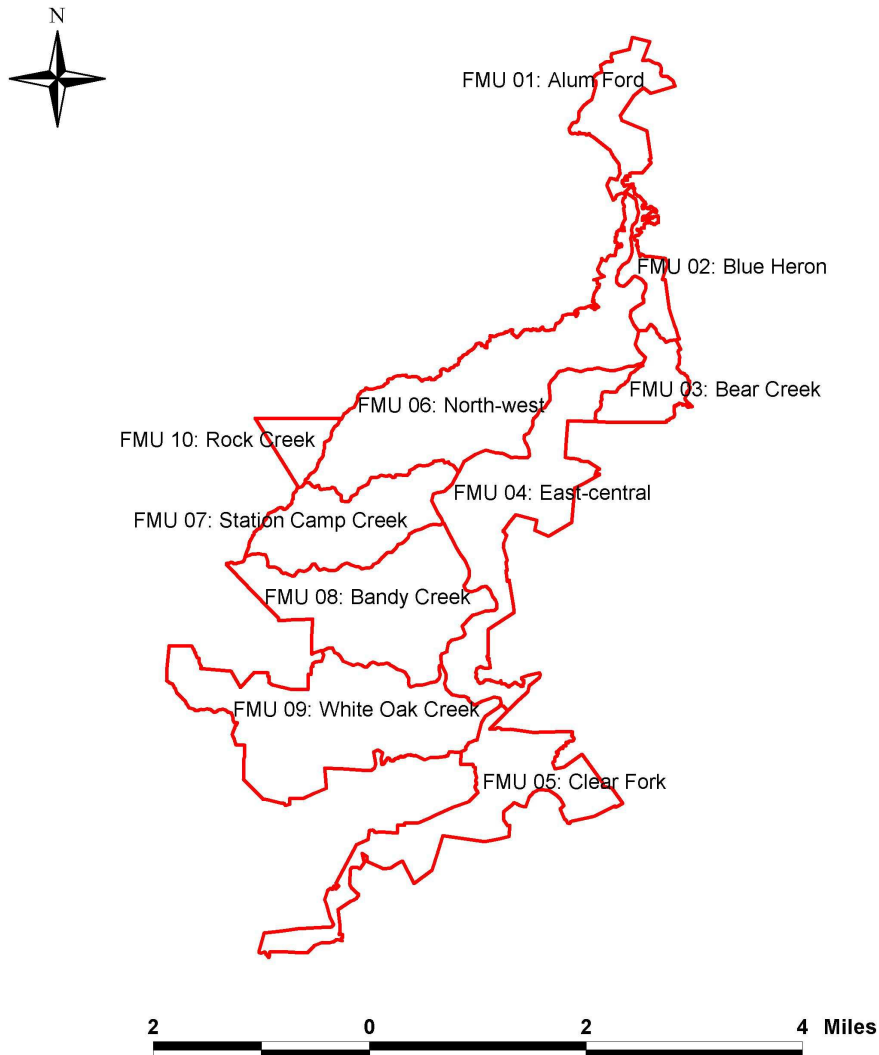 N
FMU 01: Alum Ford
FMU 02: Blue Heron
FMU 03: Bear Creek
FMU 06: North-west
FMU 10: Rock Creek
FMU 04: East-central
FMU 07: Station Camp Creek
FMU 08: Bandy Creek
FMU 09: White Oak Creek
FMU 05: Clear Fork
2 0 2 4 Miles